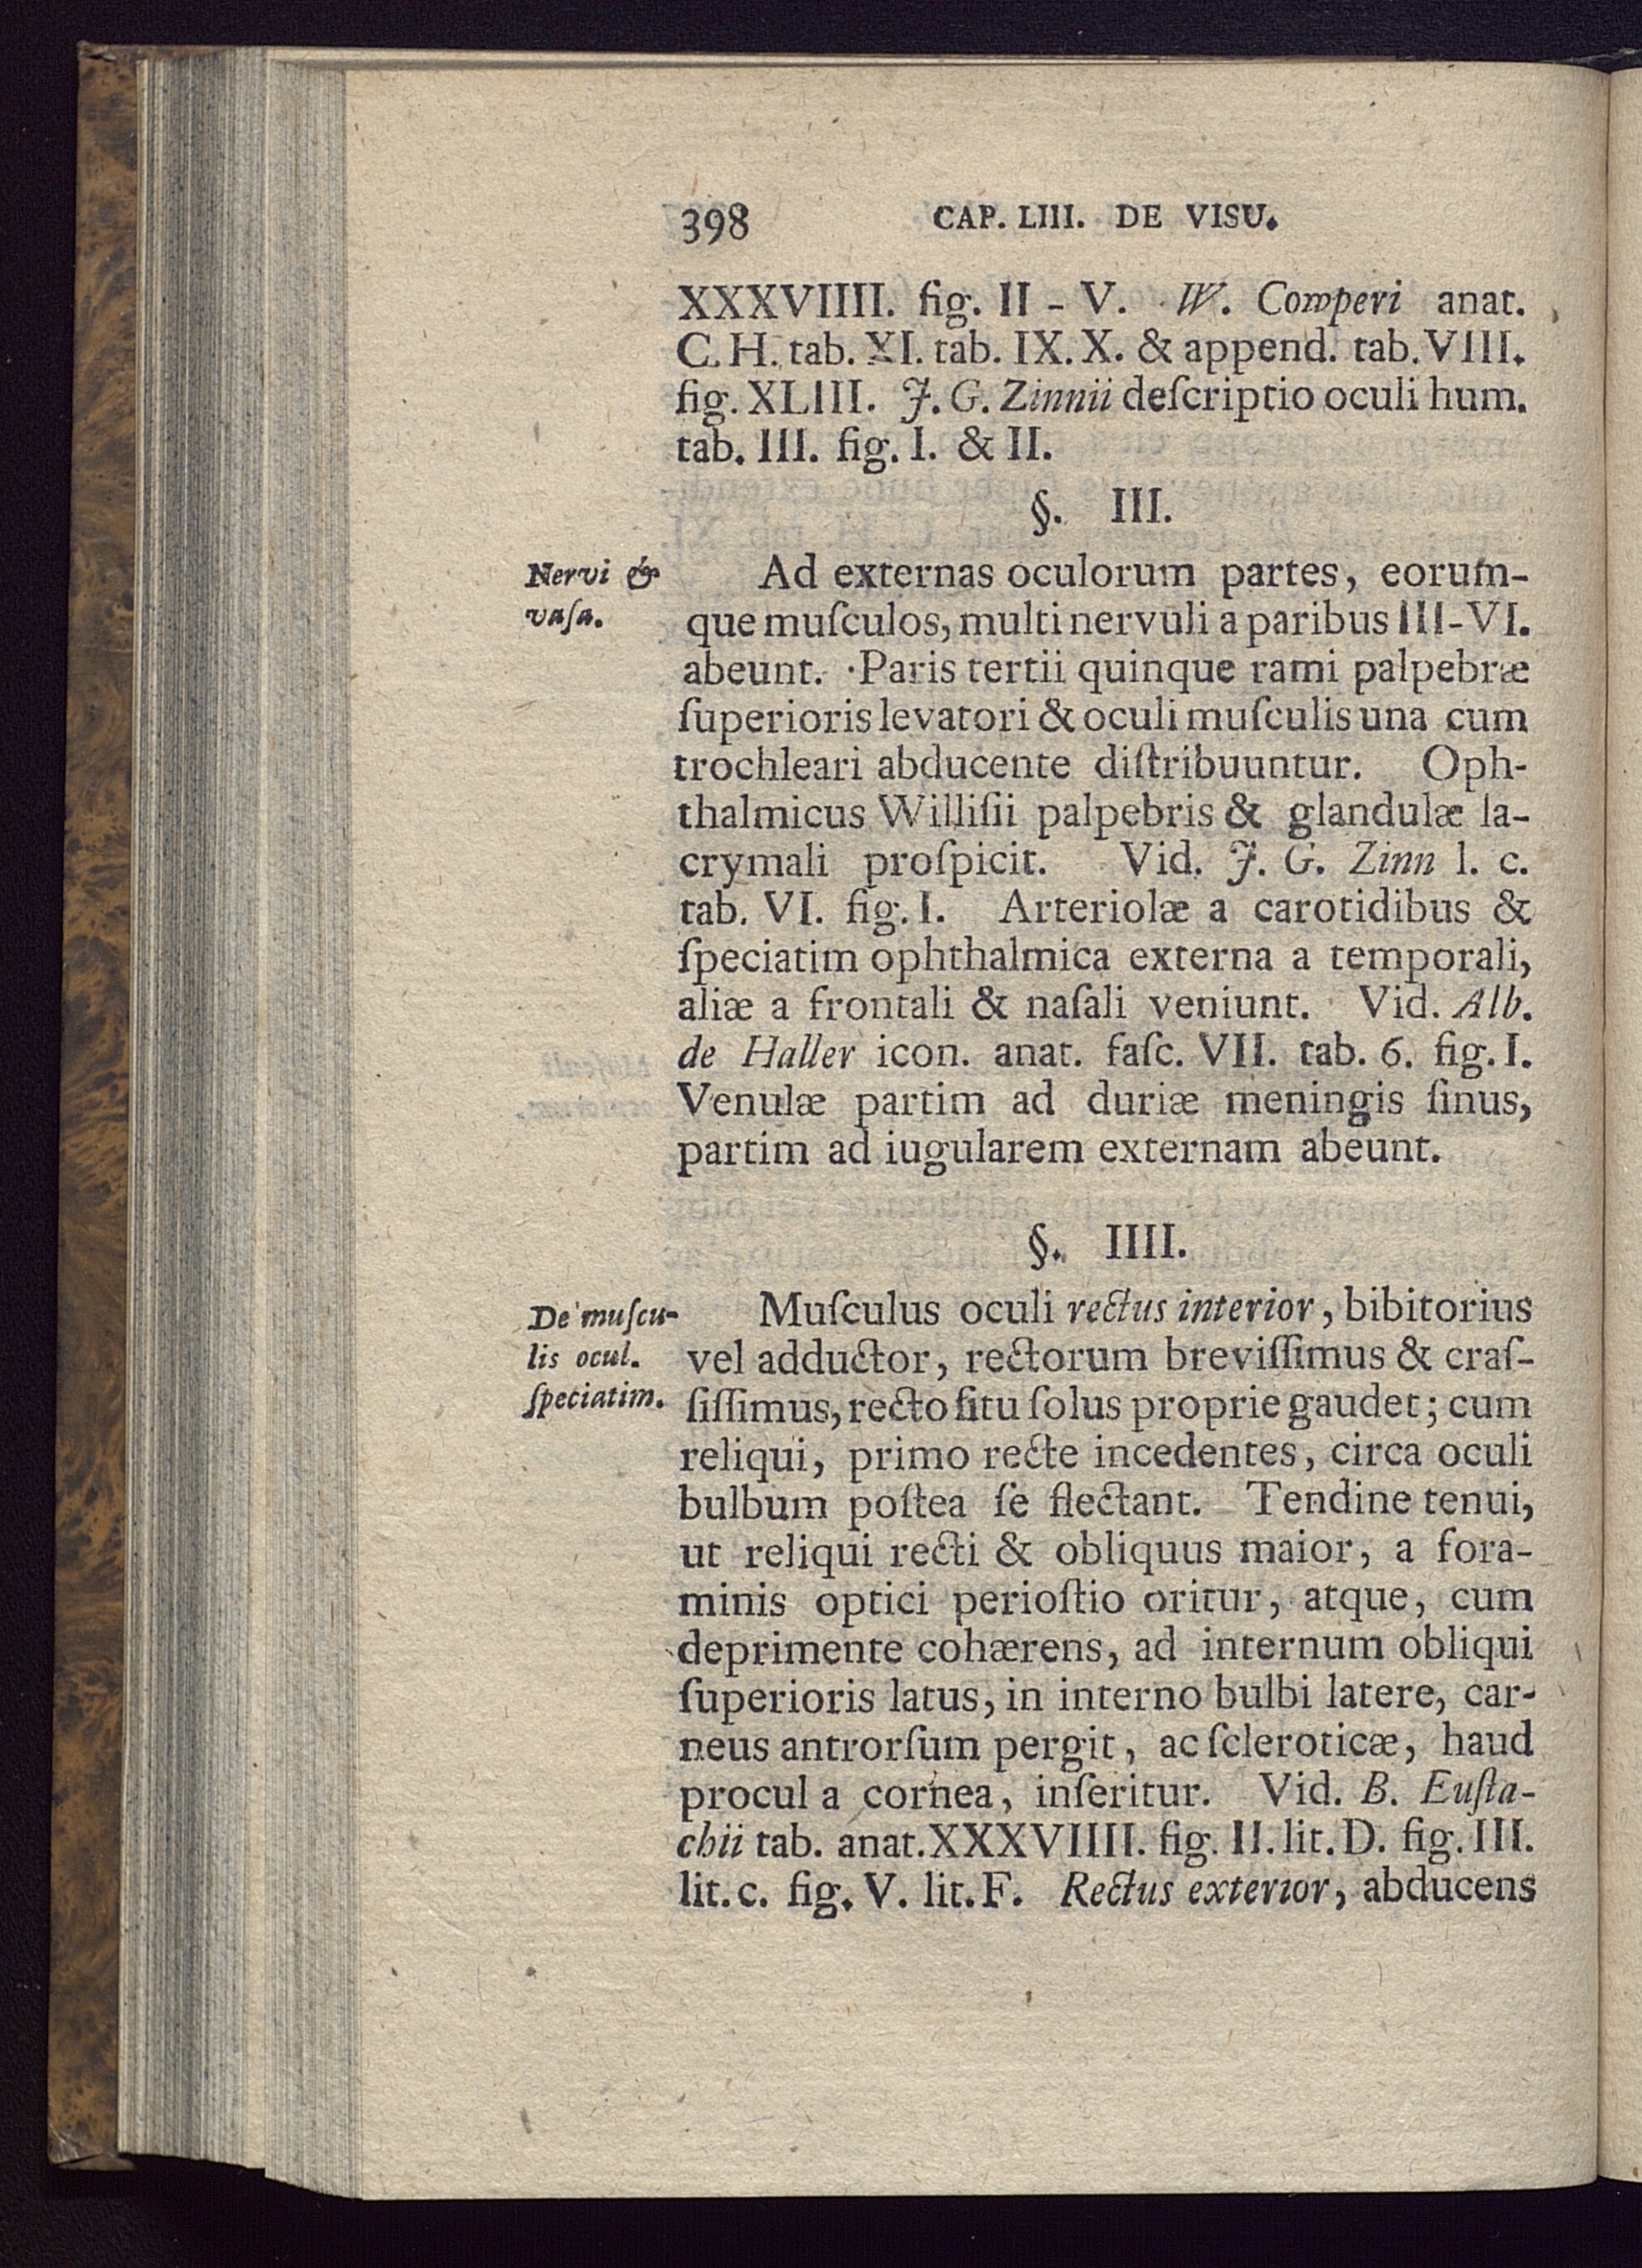 398 CAP. LIII. DE VISU.
XXXVIIII. fig. II - V. W. Comperi anat.
C. H. tab. XI. tab. IX. X. & append. tab. VIII.
fig. XLIII. J. G. Zinnii deſcriptio oculi hum.
tab. III. fig. I. & II.
§. III.
Nervi &
vaſa.
Ad externas oculorum partes, eorum-
que muſculos, multi nervuli a paribus III-VI.
abeunt. Paris tertii quinque rami palpebræ
ſuperioris levatori & oculi muſculis una cum
trochleari abducente diſtribuuntur. Oph-
thalmicus Williſii palpebris & glandulæ la-
crymali proſpicit. Vid. J. G. Zinn l. c.
tab. VI. fig. I. Arteriolæ a carotidibus &
ſpeciatim ophthalmica externa a temporali,
aliæ a frontali & naſali veniunt. Vid. Alb.
de Haller icon. anat. faſc. VII. tab. 6. fig. I.
Venulæ partim ad duriæ meningis ſinus,
partim ad iugularem externam abeunt.
§. IIII.
De muſcu-
lis ocul.
ſpeciatim.
Muſculus oculi rectus interior, bibitorius
vel adductor, rectorum breviſſimus & craſ-
ſiſſimus, recto ſitu ſolus proprie gaudet; cum
reliqui, primo recte incedentes, circa oculi
bulbum poſtea ſe flectant. Tendine tenui,
ut reliqui recti & obliquus maior, a fora-
minis optici perioſtio oritur, atque, cum
deprimente cohærens, ad internum obliqui
ſuperioris latus, in interno bulbi latere, car-
neus antrorſum pergit, ac ſcleroticæ, haud
procul a cornea, inſeritur. Vid. B. Euſta-
chii tab. anat. XXXVIIII. fig. II. lit. D. fig. III.
lit. c. fig. V. lit. F. Rectus exterior, abducens